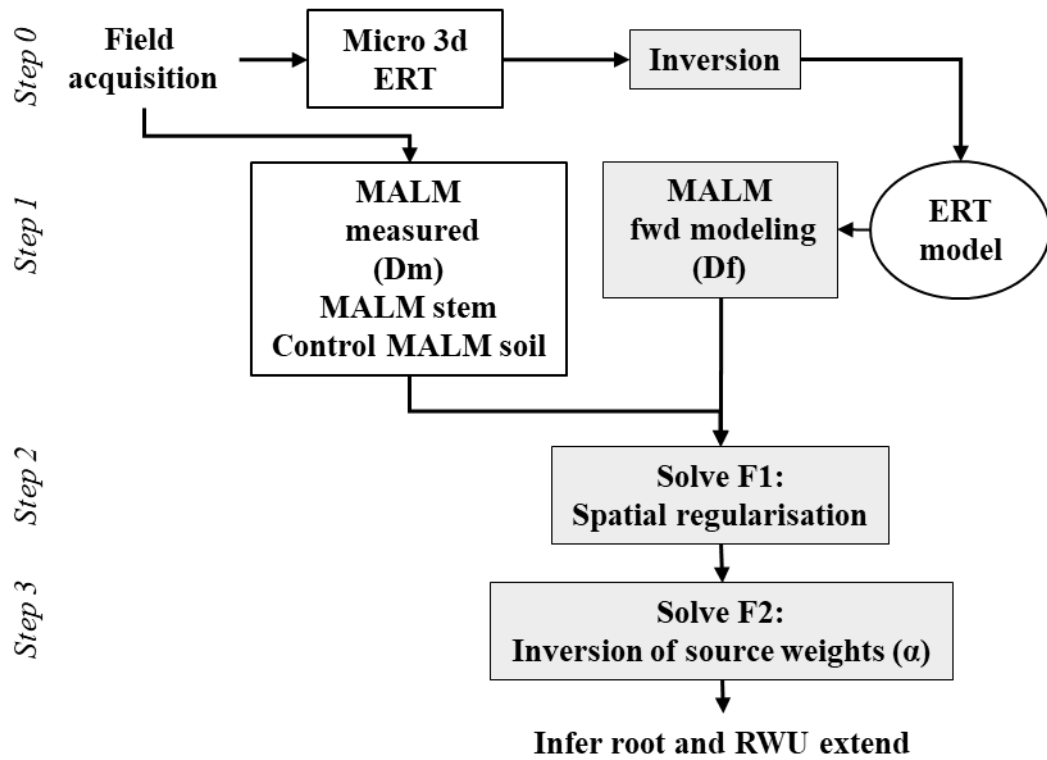 Step 0
Field
acquisition
Micro 3d
ERT
Inversion
Step 1
MALM
measured
(Dm)
MALM stem
Control MALM soil
MALM
fwd modeling
(Df)
ERT
model
Step 2
Solve F1:
Spatial regularisation
Step 3
Solve F2:
Inversion of source weights (α)
Infer root and RWU extend